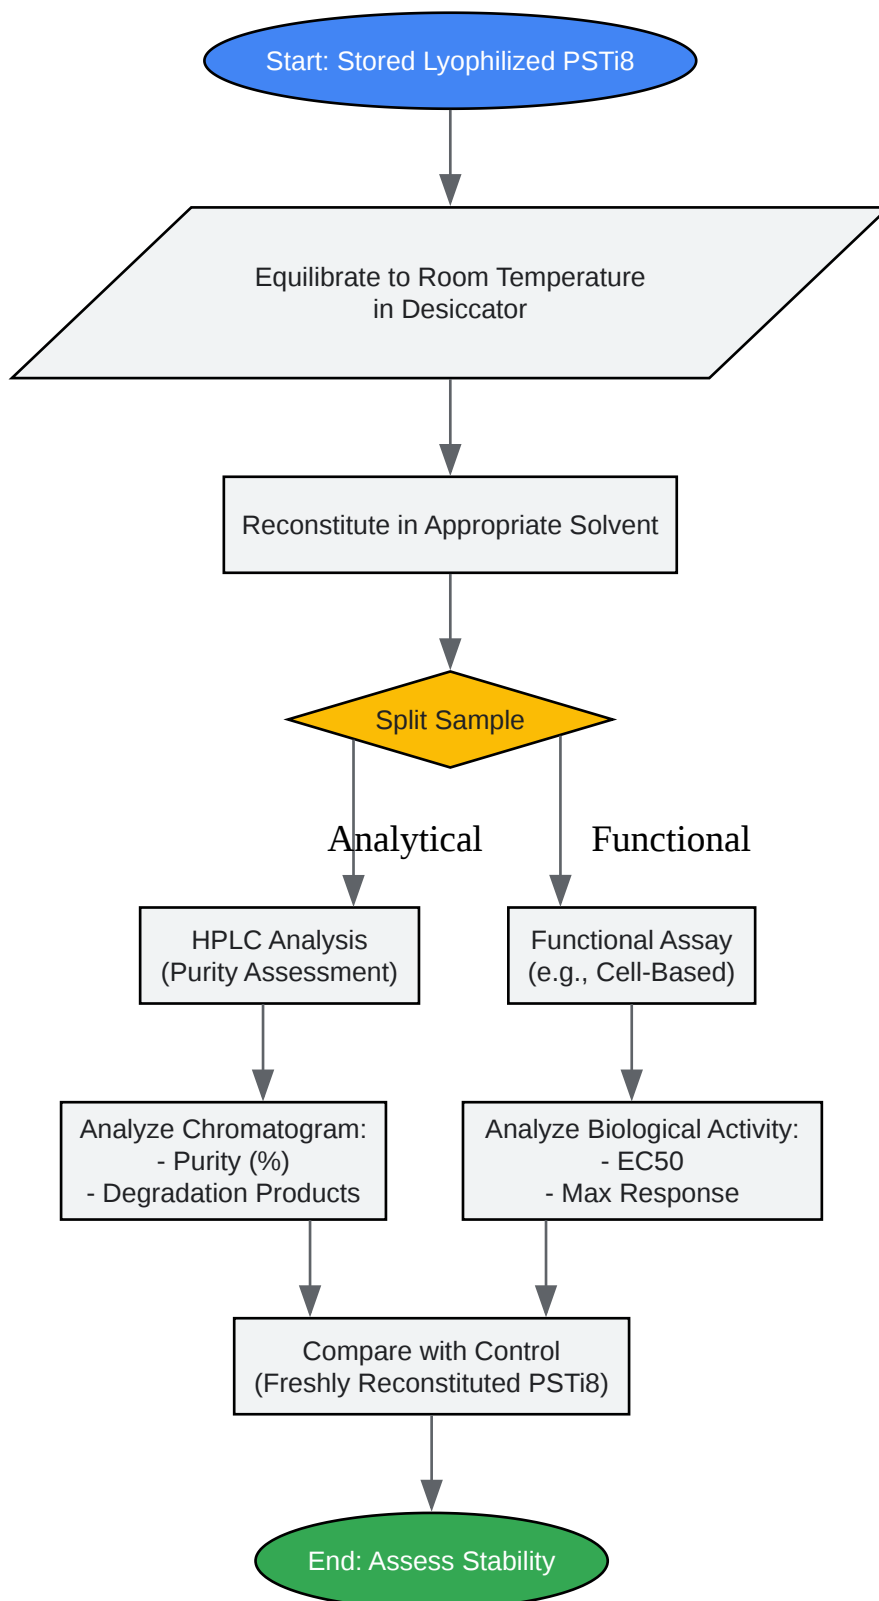 Start: Stored Lyophilized PSTi8
Equilibrate to Room Temperature
in Desiccator
Reconstitute in Appropriate Solvent
Split Sample
Analytical
Functional
HPLC Analysis
(Purity Assessment)
Functional Assay
(e.g., Cell-Based)
Analyze Chromatogram:
- Purity (%)
- Degradation Products
Analyze Biological Activity:
- EC50
- Max Response
Compare with Control
(Freshly Reconstituted PSTi8)
End: Assess Stability